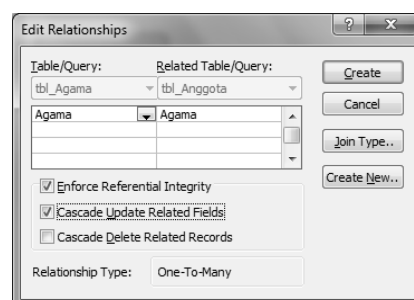 Edit Relationships
Table/Query: Related Table/Query:
tbl_Agama tbl_Anggota
Agama Agama
Enforce Referential Integrity
Cascade Update Related Fields
Cascade Delete Related Records
Relationship Type: One-To-Many
Create
Cancel
Join Type..
Create New..